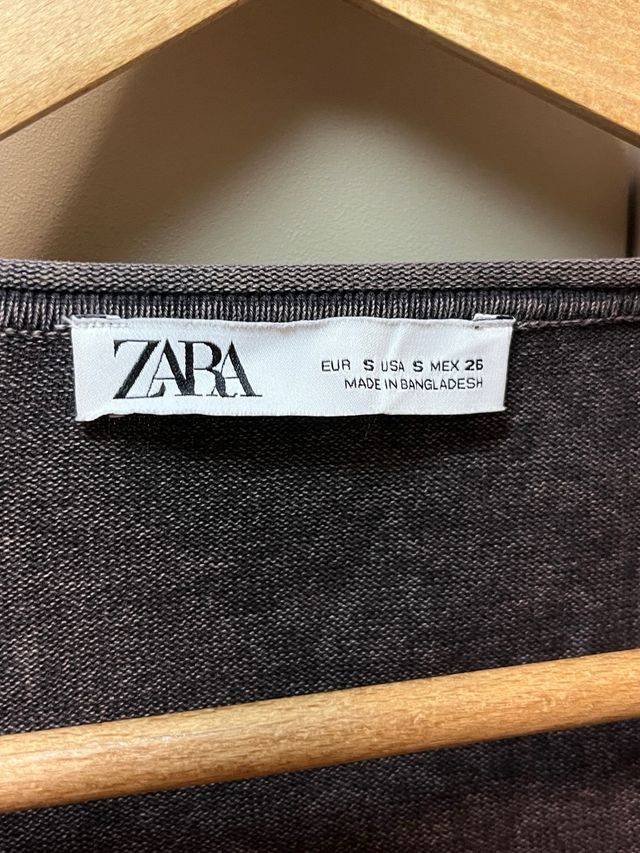 ZARA
EUR S USA S MEX 26
MADE IN BANGLADESH